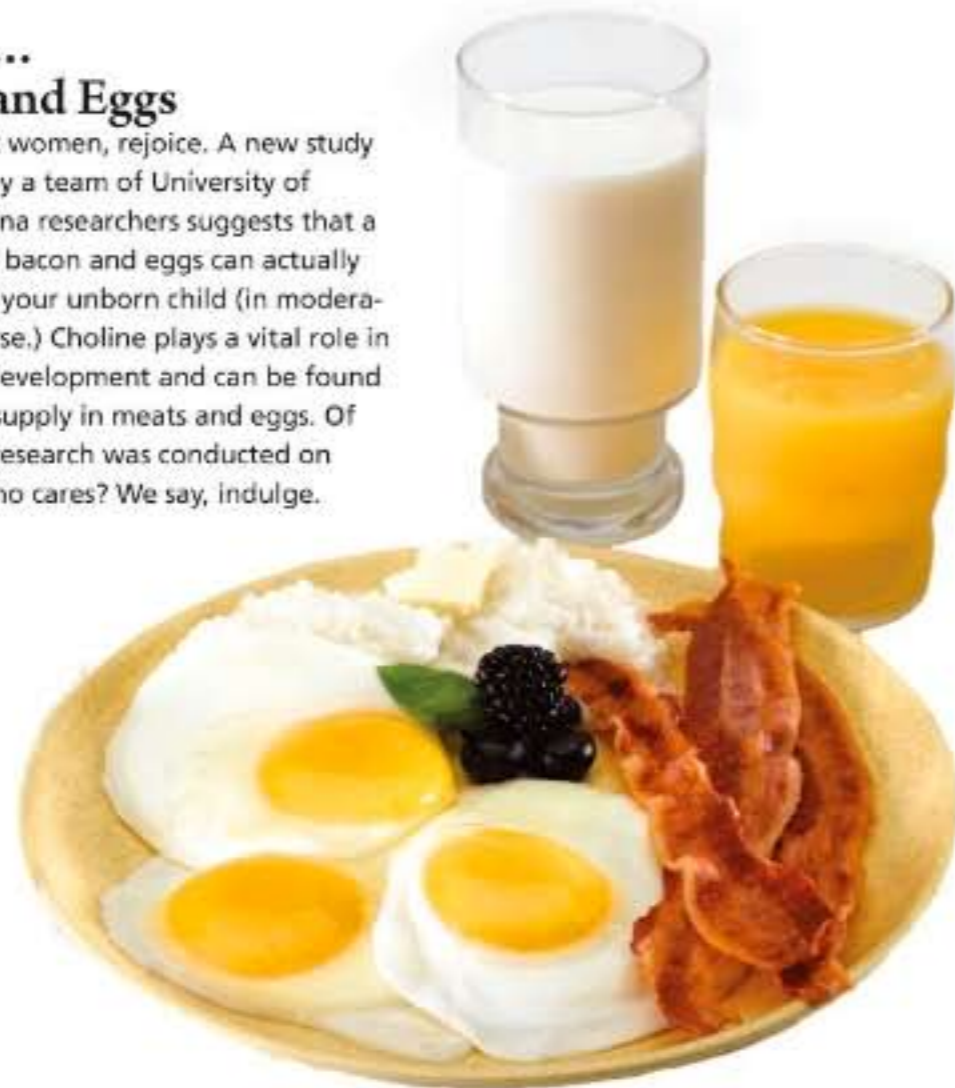 ...
and Eggs
women, rejoice. A new study
y a team of University of
na researchers suggests that a
bacon and eggs can actually
your unborn child (in modera-
se.) Choline plays a vital role in
evelopment and can be found
supply in meats and eggs. Of
esearch was conducted on
no cares? We say, indulge.